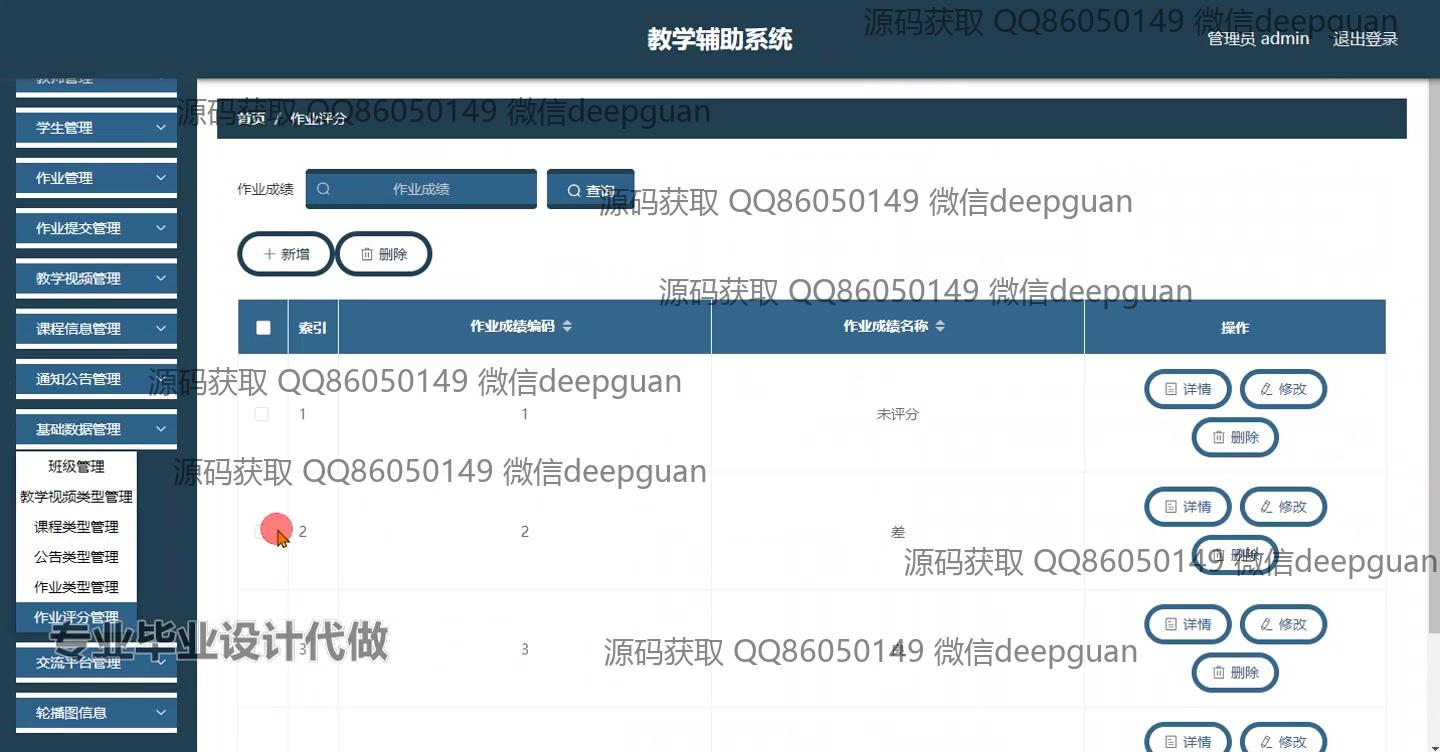 教学辅助系统
源码获取 QQ86050149 微信deepguan
管理员 admin 退出登录
教师管理
学生管理
源码获取 QQ86050149 微信deepguan
首页 / 作业评分
作业管理
作业成绩 作业成绩 查询
源码获取 QQ86050149 微信deepguan
作业提交管理
新增 删除
教学视频管理
源码获取 QQ86050149 微信deepguan
课程信息管理
索引 作业成绩编码 作业成绩名称 操作
通知公告管理
源码获取 QQ86050149 微信deepguan
详情 修改
1 1 未评分
基础数据管理
删除
班级管理
源码获取 QQ86050149 微信deepguan
教学视频类型管理
详情 修改
课程类型管理
2 2 差
公告类型管理
删除
源码获取 QQ86050149 微信deepguan
作业类型管理
作业评分管理
详情 修改
专业毕业设计代做
3 3
源码获取 QQ86050149 微信deepguan
交流平台管理
删除
轮播图信息
详情 修改